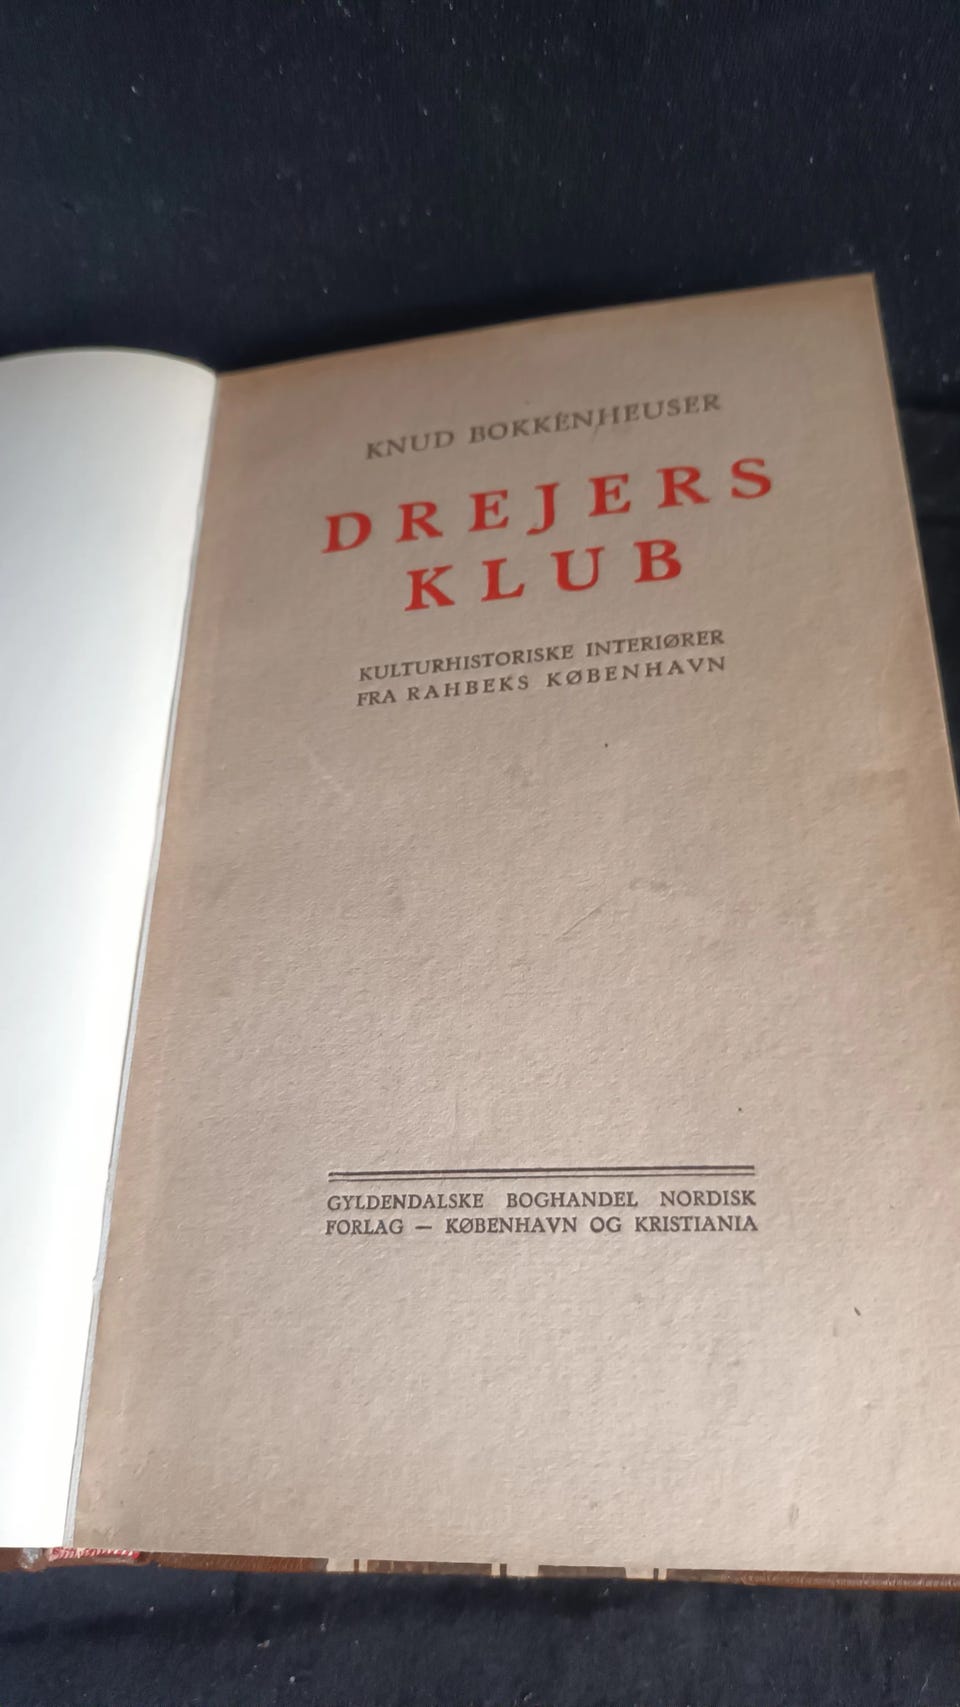 KNUD BOKKENHEUSER
DREJERS
KLUB
KULTURHISTORISKE INTERIØRER
FRA RAHBEKS KØBENHAVN
GYLDENDALSKE BOGHANDEL NORDISK
FORLAG — KØBENHAVN OG KRISTIANIA